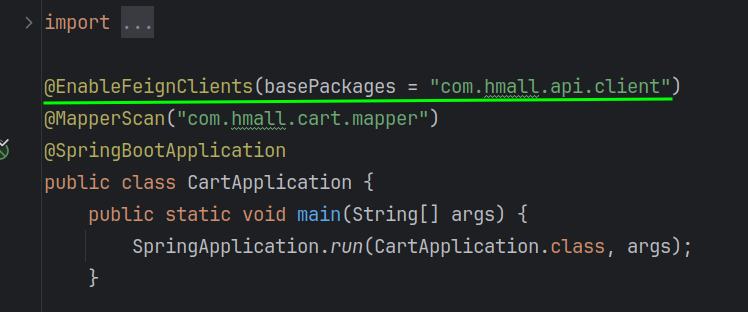 import ...
@EnableFeignClients(basePackages = "com.hmall.api.client")
@MapperScan("com.hmall.cart.mapper")
@SpringBootApplication
public class CartApplication {
public static void main(String[] args) {
SpringApplication.run(CartApplication.class, args);
}